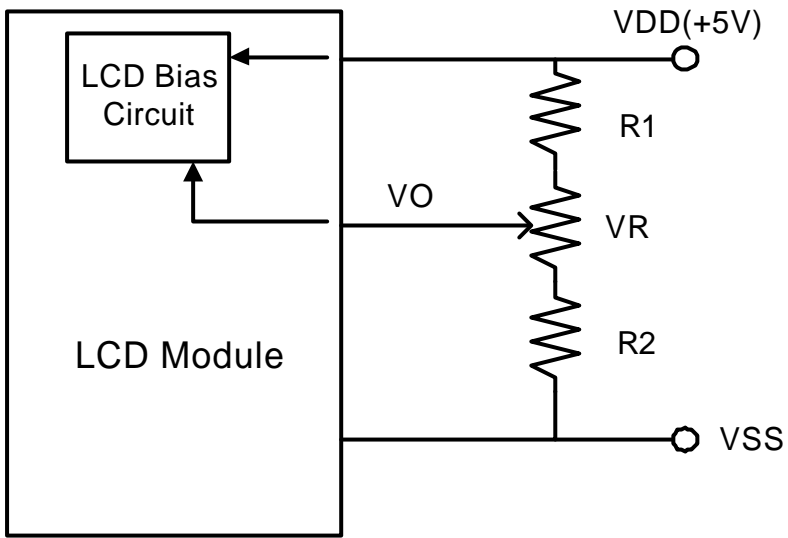 VDD(+5V)
LCD Bias
Circuit
R1
VO
VR
LCD Module
R2
VSS